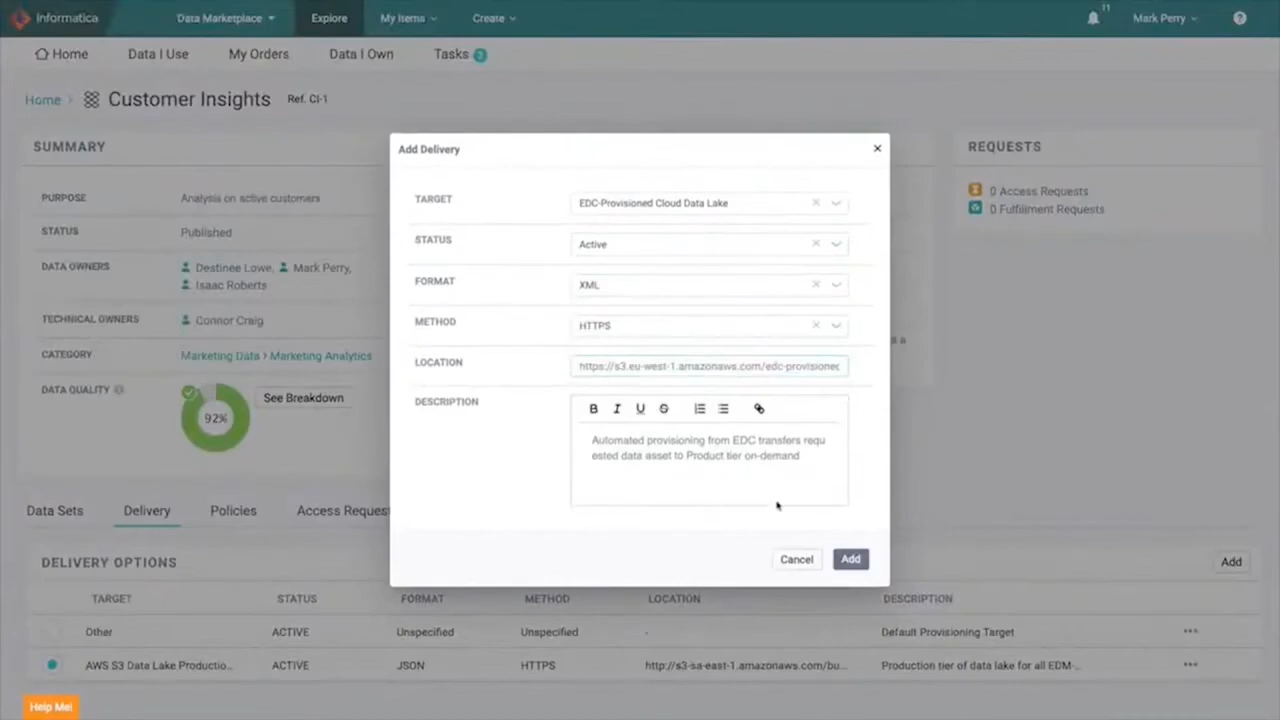 Informatica Data Marketplace Explore My Items Create 11 Mark Perry ?
Home Data I Use My Orders Data I Own Tasks
Home > Customer Insights Ref. CI-1
SUMMARY
PURPOSE Analysis on active customers
STATUS Published
DATA OWNERS Destinee Lowe, Mark Perry,
Isaac Roberts
TECHNICAL OWNERS Connor Craig
CATEGORY Marketing Data > Marketing Analytics
DATA QUALITY
92%
See Breakdown
REQUESTS
0 Access Requests
0 Fulfillment Requests
s a
Add Delivery ×
TARGET EDC-Provisioned Cloud Data Lake
STATUS Active
FORMAT XML
METHOD HTTPS
LOCATION https://s3.eu-west-1.amazonaws.com/edc-provisioned
DESCRIPTION
B I U S
Automated provisioning from EDC transfers requ
ested data asset to Product tier on-demand
Cancel Add
Data Sets Delivery Policies Access Reques
DELIVERY OPTIONS Add
TARGET STATUS FORMAT METHOD LOCATION DESCRIPTION
Other ACTIVE Unspecified Unspecified - Default Provisioning Target ...
AWS S3 Data Lake Productio... ACTIVE JSON HTTPS http://s3-sa-east-1.amazonaws.com/bu... Production tier of data lake for all EDM-... ...
Help Me!